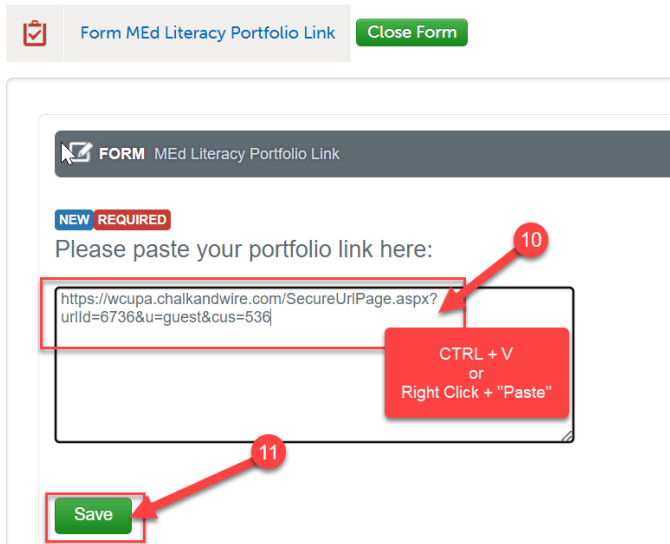 Form MEd Literacy Portfolio Link
Close Form
FORM MEd Literacy Portfolio Link
NEW REQUIRED
Please paste your portfolio link here:
10
https://wcupa.chalkandwire.com/SecureUrlPage.aspx?
urlId=6736&u=guest&cus=536
CTRL + V
or
Right Click + "Paste"
11
Save